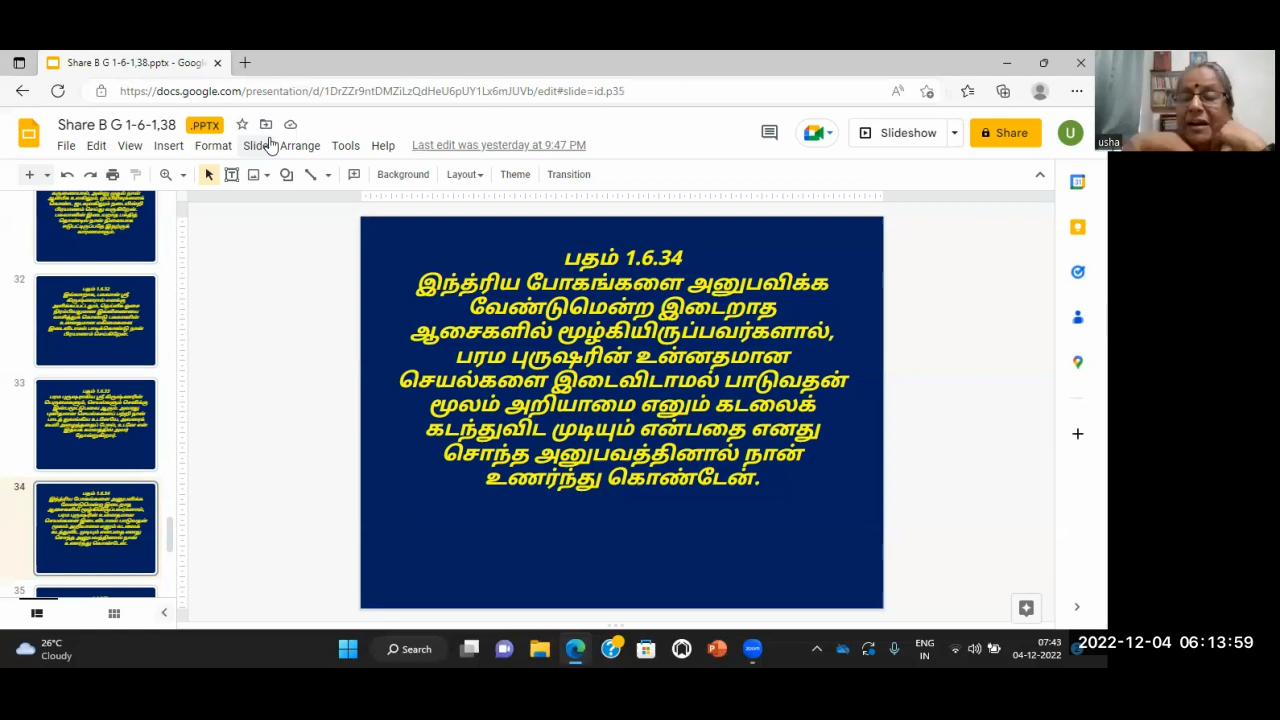 Share B G 1-6-1,38.pptx - Googl
https://docs.google.com/presentation/d/1DrZZr9ntDMZiLzQdHeU6pUY1Lx6mJUVb/edit#slide=id.p35
Share B G 1-6-1,38 .PPTX
File Edit View Insert Format Slide Arrange Tools Help Last edit was yesterday at 9:47 PM
Slideshow
Share
U
usha
Background Layout Theme Transition
32
33
34
35
பதம் 1.6.34
இந்த்ரிய போகங்களை அனுபவிக்க
வேண்டுமென்ற இடைறாத
ஆசைகளில் மூழ்கியிருப்பவர்களால்,
பரம புருஷரின் உன்னதமான
செயல்களை இடைவிடாமல் பாடுவதன்
மூலம் அறியாமை எனும் கடலைக்
கடந்துவிட முடியும் என்பதை எனது
சொந்த அனுபவத்தினால் நான்
உணர்ந்து கொண்டேன்.
26°C
Cloudy
Search
ENG
IN
07:43
04-12-2022
2022-12-04 06:13:59